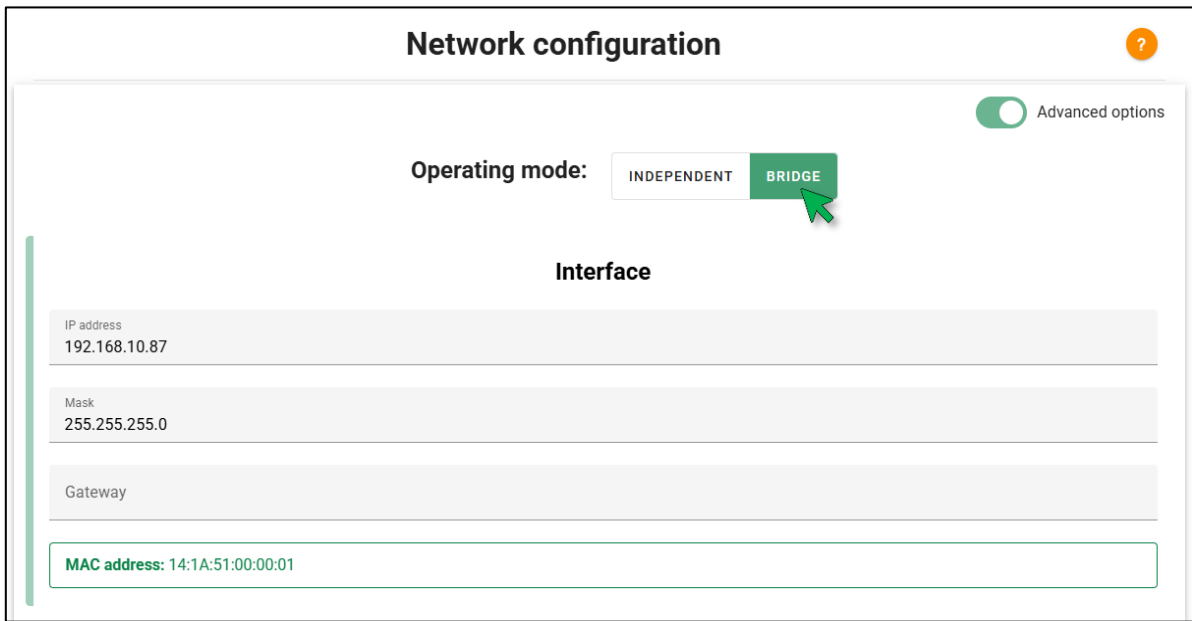 Network configuration
?
Advanced options
Operating mode:
INDEPENDENT
BRIDGE
Interface
IP address
192.168.10.87
Mask
255.255.255.0
Gateway
MAC address: 14:1A:51:00:00:01